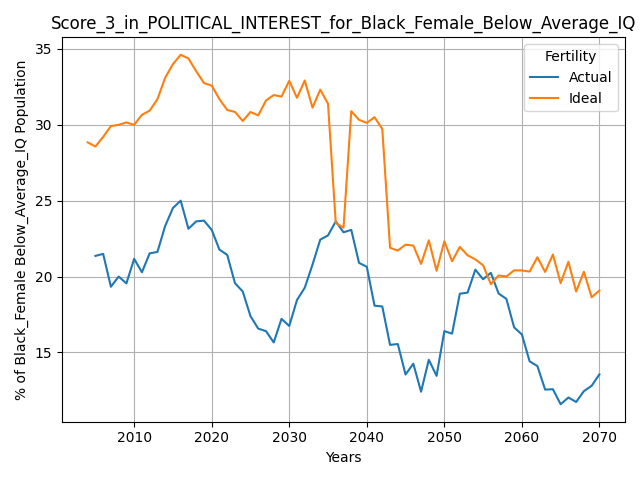 Score_3_in_POLITICAL_INTEREST_for_Black_Female_Below_Average_IQ
% of Black_Female Below_Average_IQ Population
35
30
25
20
15
Fertility
Actual
Ideal
2010 2020 2030 2040 2050 2060 2070
Years